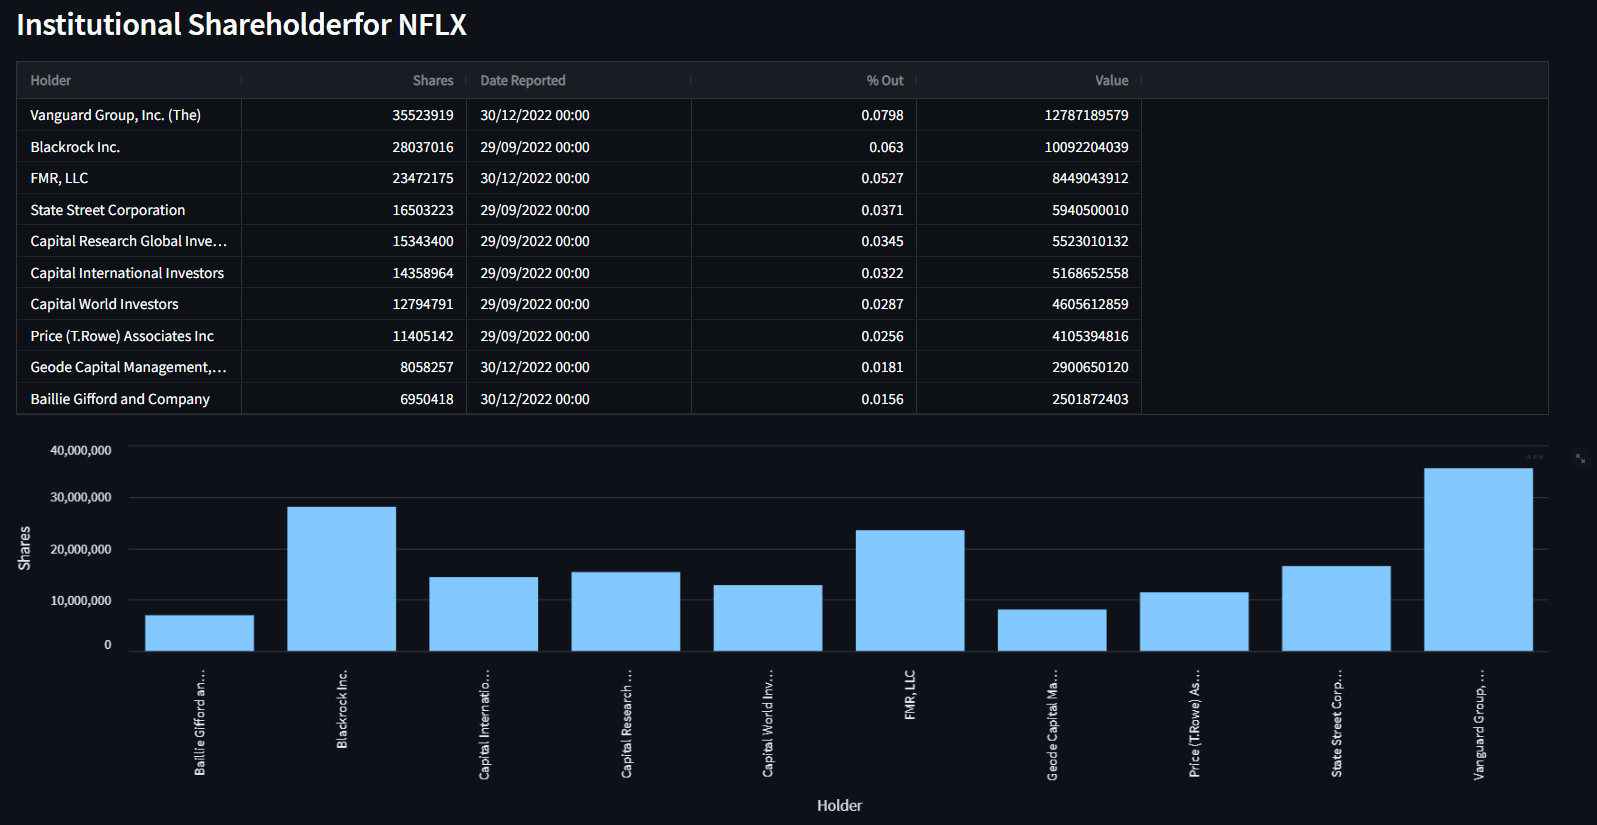 Institutional Shareholderfor NFLX
Holder Shares Date Reported % Out Value
Vanguard Group, Inc. (The) 35523919 30/12/2022 00:00 0.0798 12787189579
Blackrock Inc. 28037016 29/09/2022 00:00 0.063 10092204039
FMR, LLC 23472175 30/12/2022 00:00 0.0527 8449043912
State Street Corporation 16503223 29/09/2022 00:00 0.0371 5940500010
Capital Research Global Inve... 15343400 29/09/2022 00:00 0.0345 5523010132
Capital International Investors 14358964 29/09/2022 00:00 0.0322 5168652558
Capital World Investors 12794791 29/09/2022 00:00 0.0287 4605612859
Price (T.Rowe) Associates Inc 11405142 29/09/2022 00:00 0.0256 4105394816
Geode Capital Management,... 8058257 30/12/2022 00:00 0.0181 2900650120
Baillie Gifford and Company 6950418 30/12/2022 00:00 0.0156 2501872403
40,000,000
30,000,000
20,000,000
10,000,000
0
Shares
Baillie Gifford an...
Blackrock Inc.
Capital Internatio...
Capital Research ...
Capital World Inv...
FMR, LLC
Geode Capital Ma...
Price (T.Rowe) As...
State Street Corp...
Vanguard Group, ...
Holder